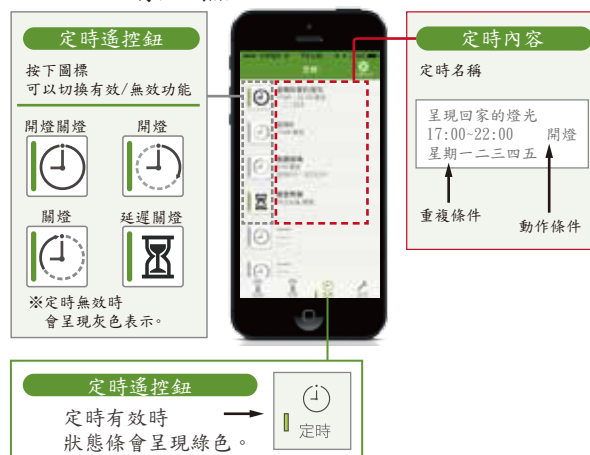 定時遙控鈕
按下圖標
可以切換有效/無效功能
開燈關燈
開燈
關燈
延遲關燈
※定時無效時
會呈現灰色表示。
定時內容
定時名稱
呈現回家的燈光
17:00~22:00 開燈
星期一二三四五
重複條件
動作條件
定時遙控鈕
定時有效時
狀態條會呈現綠色。
定時